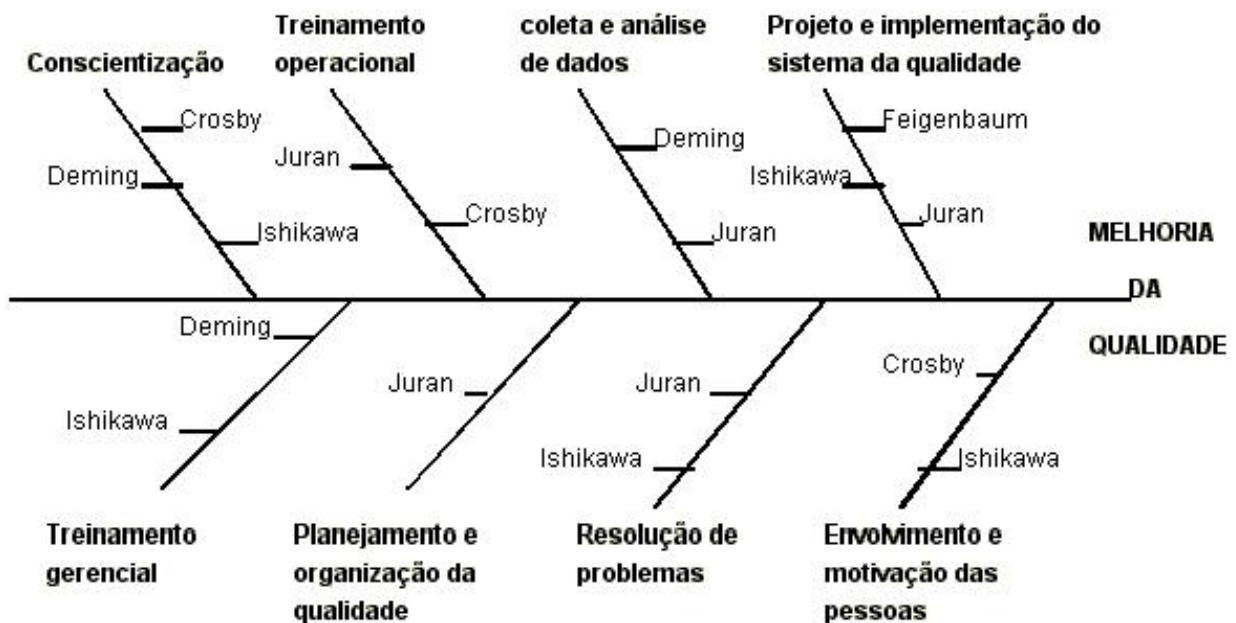 Conscientização
Treinamento
operacional
coleta e análise
de dados
Projeto e implementação do
sistema da qualidade
Crosby
Deming
Ishikawa
Juran
Crosby
Deming
Juran
Feigenbaum
Ishikawa
Juran
MELHORIA
DA
QUALIDADE
Deming
Ishikawa
Juran
Juran
Ishikawa
Crosby
Ishikawa
Treinamento
gerencial
Planejamento e
organização da
qualidade
Resolução de
problemas
Envolvimento e
motivação das
pessoas